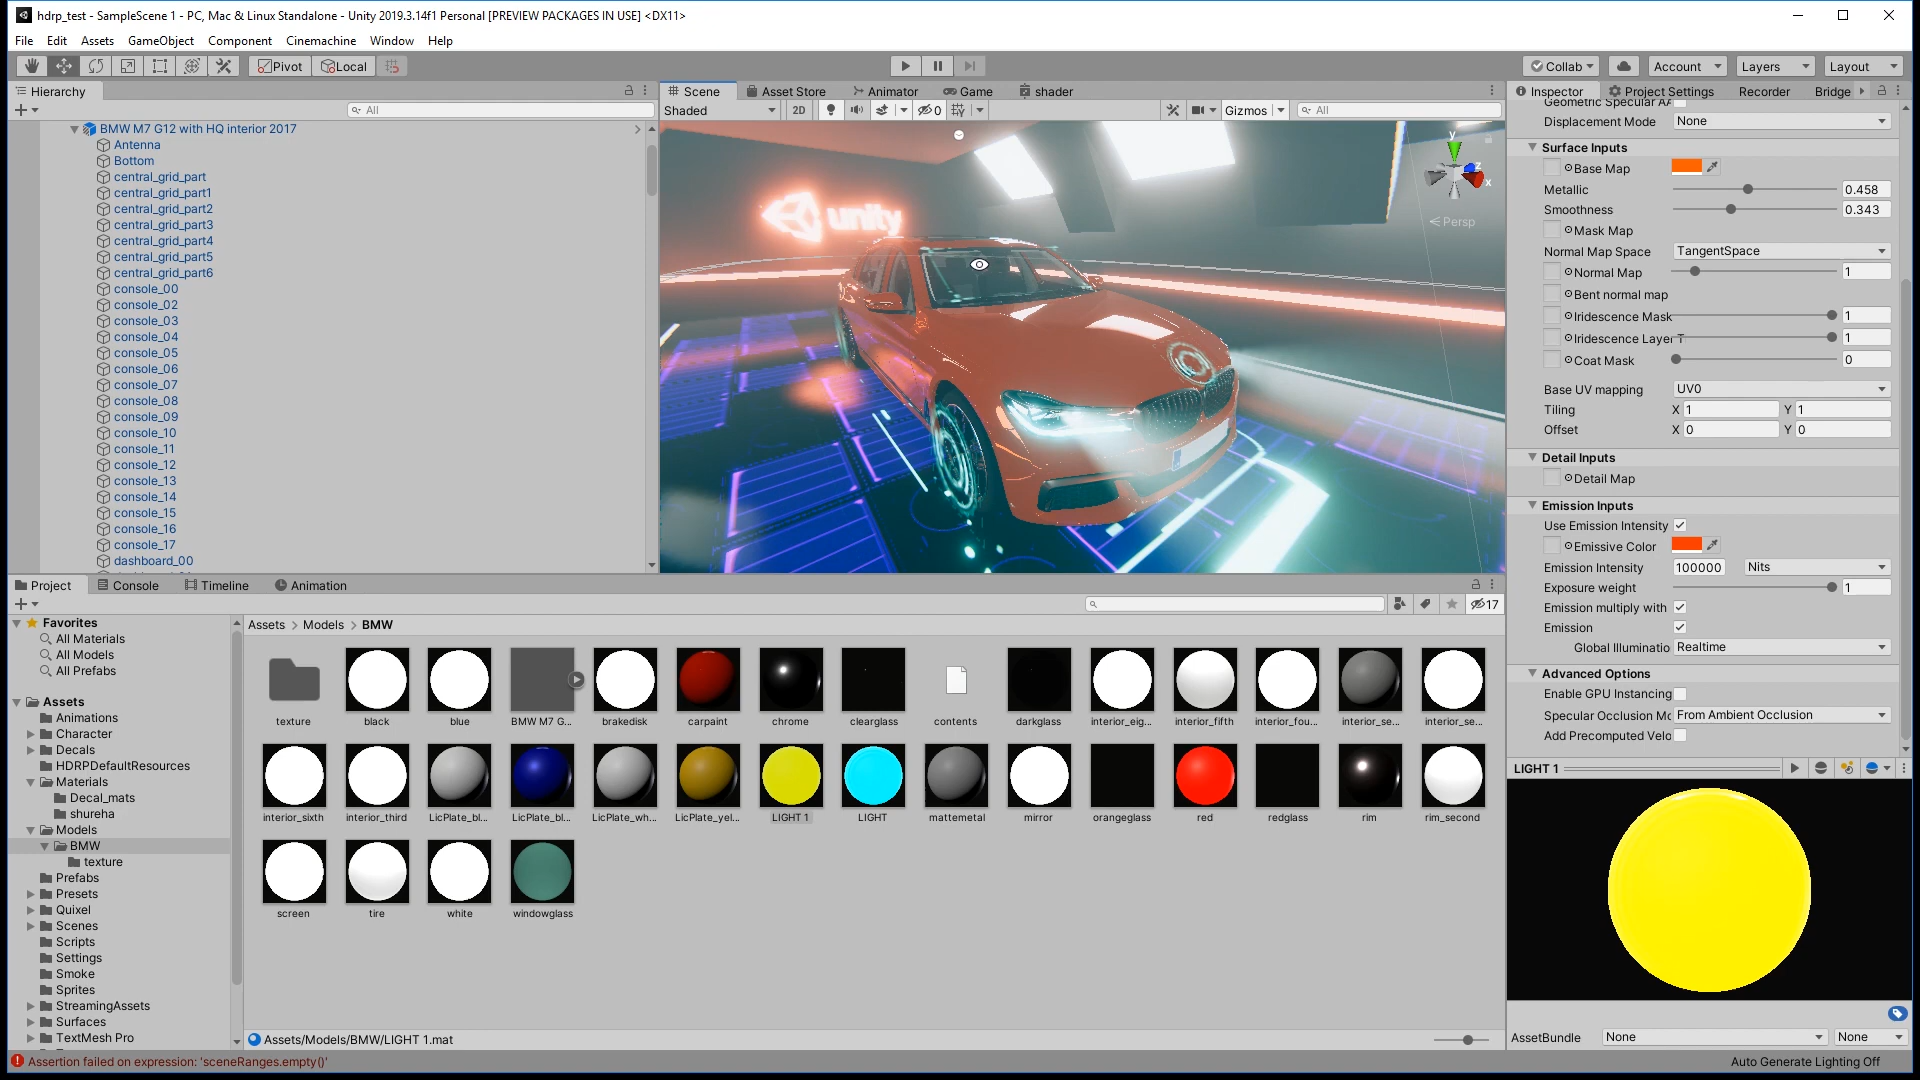 hdrp_test - SampleScene 1 - PC, Mac & Linux Standalone - Unity 2019.3.14f1 Personal [PREVIEW PACKAGES IN USE] <DX11>
File Edit Assets GameObject Component Cinemachine Window Help
Pivot Local Collab Account Layers Layout
Hierarchy
All
BMW M7 G12 with HQ interior 2017
Antenna
Bottom
central_grid_part
central_grid_part1
central_grid_part2
central_grid_part3
central_grid_part4
central_grid_part5
central_grid_part6
console_00
console_02
console_03
console_04
console_05
console_06
console_07
console_08
console_09
console_10
console_11
console_12
console_13
console_14
console_15
console_16
console_17
dashboard_00
Scene Asset Store Animator Game shader
Shaded 2D 0 Gizmos All
y
z
x
Persp
unity
Inspector Project Settings Recorder Bridge
Geometric Specular AA
Displacement Mode None
Surface Inputs
Base Map
Metallic 0.458
Smoothness 0.343
Mask Map
Normal Map Space TangentSpace
Normal Map 1
Bent normal map
Iridescence Mask 1
Iridescence Layer T 1
Coat Mask 0
Base UV mapping UV0
Tiling X 1 Y 1
Offset X 0 Y 0
Detail Inputs
Detail Map
Emission Inputs
Use Emission Intensity
Emissive Color
Emission Intensity 100000 Nits
Exposure weight 1
Emission multiply with
Emission
Global Illuminatio Realtime
Advanced Options
Enable GPU Instancing
Specular Occlusion Mo From Ambient Occlusion
Add Precomputed Velo
LIGHT 1
AssetBundle None None
Project Console Timeline Animation
17
Favorites
All Materials
All Models
All Prefabs
Assets
Animations
Character
Decals
HDRPDefaultResources
Materials
Decal_mats
shureha
Models
BMW
texture
Prefabs
Presets
Quixel
Scenes
Scripts
Settings
Smoke
Sprites
StreamingAssets
Surfaces
TextMesh Pro
Assets > Models > BMW
texture black blue BMW M7 G... brakedisk carpaint chrome clearglass contents darkglass interior_eig... interior_fifth interior_fou... interior_se... interior_se...
interior_sixth interior_third LicPlate_bl... LicPlate_bl... LicPlate_wh... LicPlate_yel... LIGHT 1 LIGHT mattemetal mirror orangeglass red redglass rim rim_second
screen tire white windowglass
Assets/Models/BMW/LIGHT 1.mat
Assertion failed on expression: 'sceneRanges.empty()'
Auto Generate Lighting Off